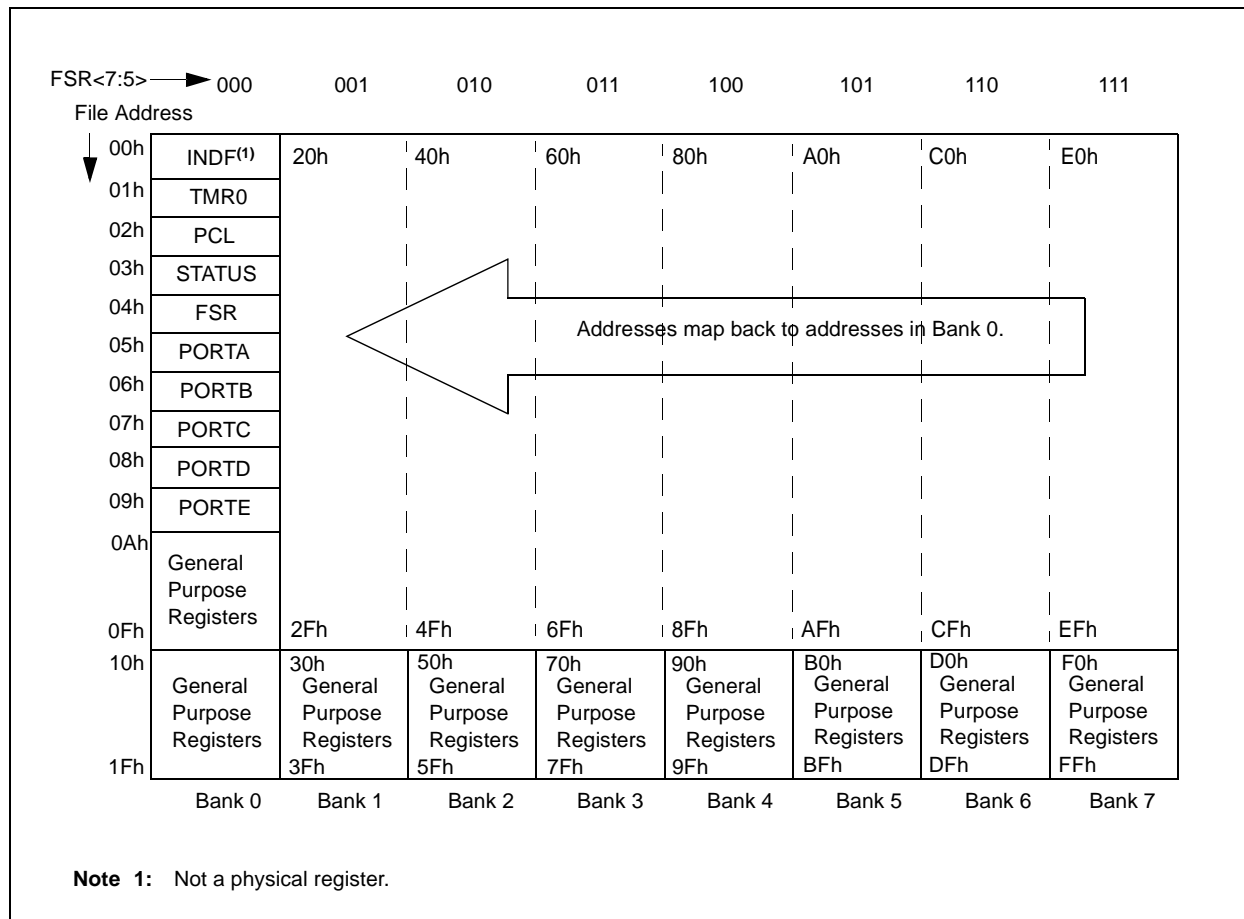 FSR<7:5> 000 001 010 011 100 101 110 111
File Address
00h INDF(1) 20h 40h 60h 80h A0h C0h E0h
01h TMR0
02h PCL
03h STATUS
04h FSR
Addresses map back to addresses in Bank 0.
05h PORTA
06h PORTB
07h PORTC
08h PORTD
09h PORTE
0Ah
General
Purpose
Registers
0Fh 2Fh 4Fh 6Fh 8Fh AFh CFh EFh
10h 30h 50h 70h 90h B0h D0h F0h
General General General General General General General General
Purpose Purpose Purpose Purpose Purpose Purpose Purpose Purpose
Registers Registers Registers Registers Registers Registers Registers Registers
1Fh 3Fh 5Fh 7Fh 9Fh BFh DFh FFh
Bank 0 Bank 1 Bank 2 Bank 3 Bank 4 Bank 5 Bank 6 Bank 7
Note 1: Not a physical register.